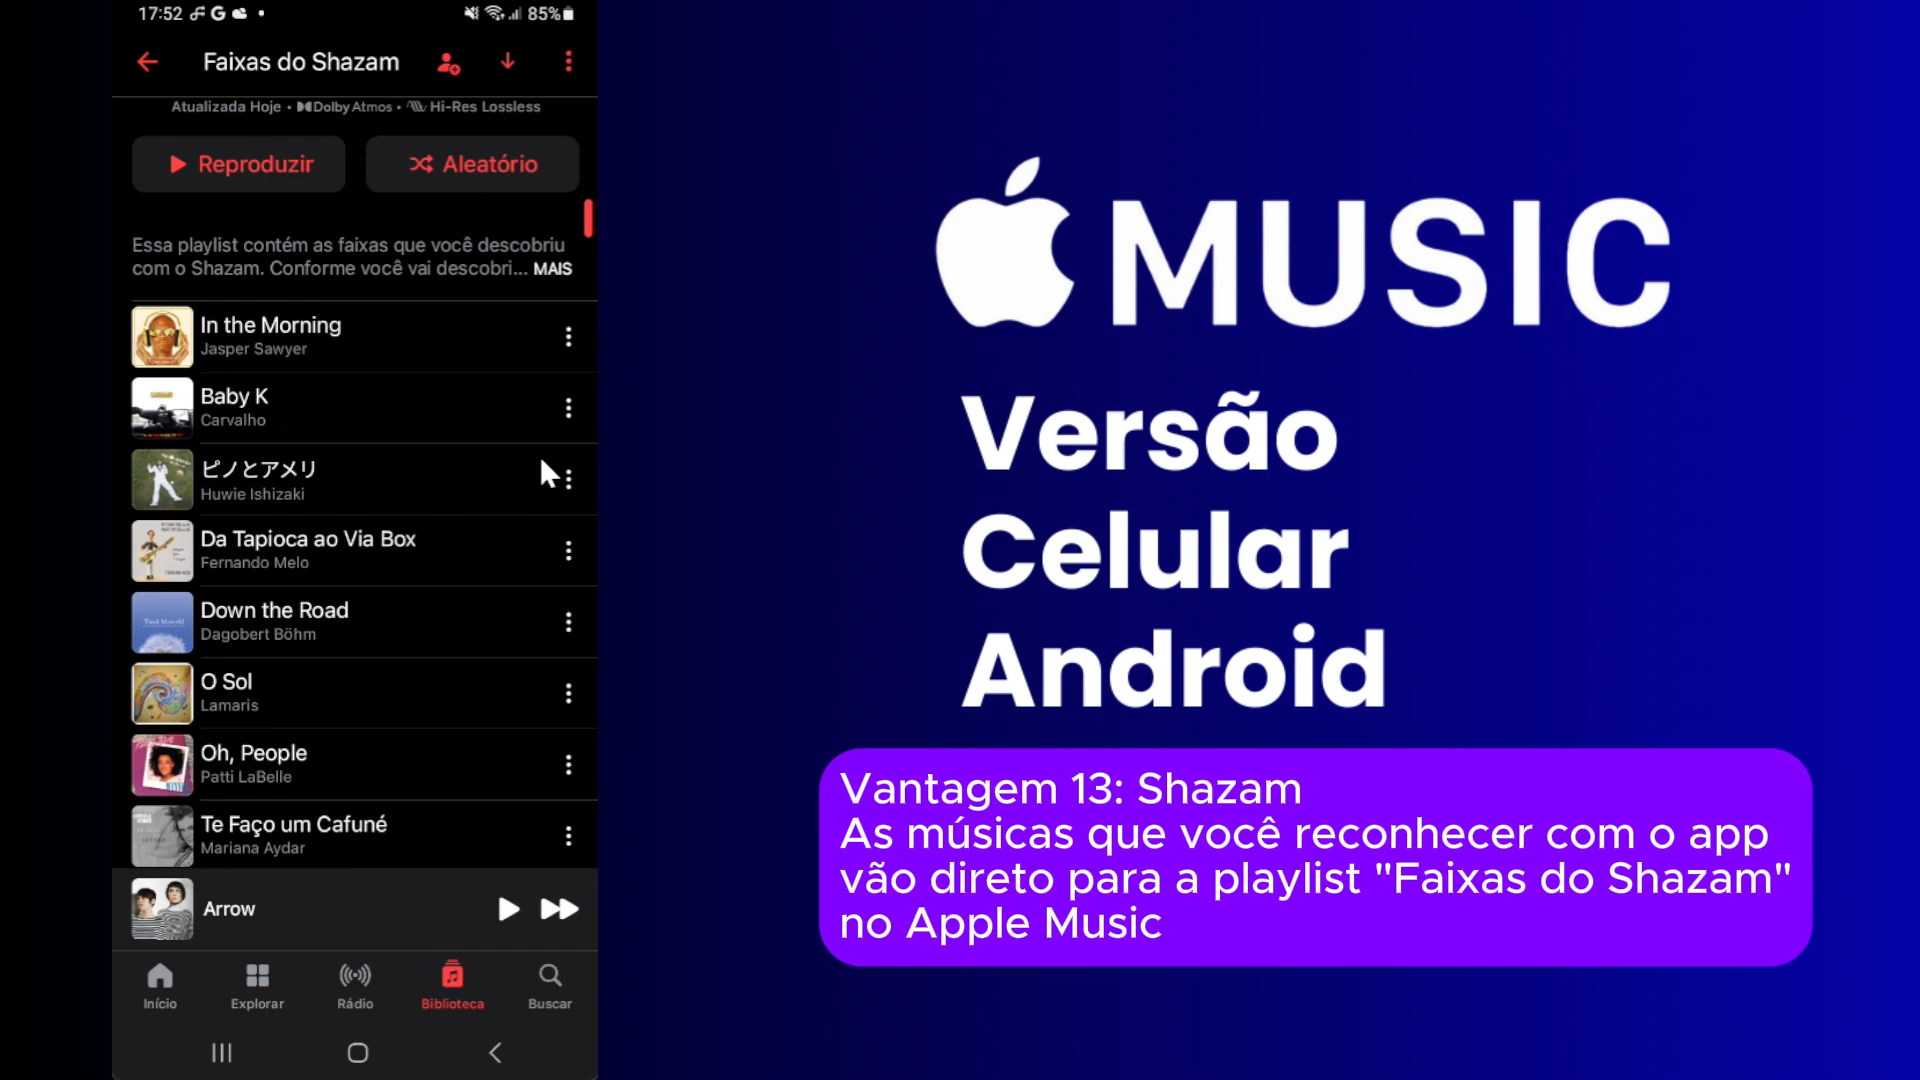 17:52
85%
Faixas do Shazam
Atualizada Hoje • Dolby Atmos • Hi-Res Lossless
Reproduzir
Aleatório
Essa playlist contém as faixas que você descobriu
com o Shazam. Conforme você vai descobri... MAIS
In the Morning
Jasper Sawyer
Baby K
Carvalho
ピノとアメリ
Huwie Ishizaki
Da Tapioca ao Via Box
Fernando Melo
Down the Road
Dagobert Böhm
O Sol
Lamaris
Oh, People
Patti LaBelle
Te Faço um Cafuné
Mariana Aydar
Arrow
Início
Explorar
Rádio
Biblioteca
Buscar
MUSIC
Versão
Celular
Android
Vantagem 13: Shazam
As músicas que você reconhecer com o app
vão direto para a playlist "Faixas do Shazam"
no Apple Music